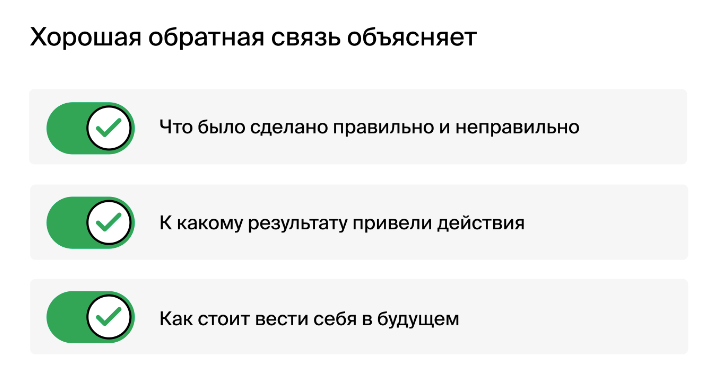 Хорошая обратная связь объясняет
Что было сделано правильно и неправильно
К какому результату привели действия
Как стоит вести себя в будущем